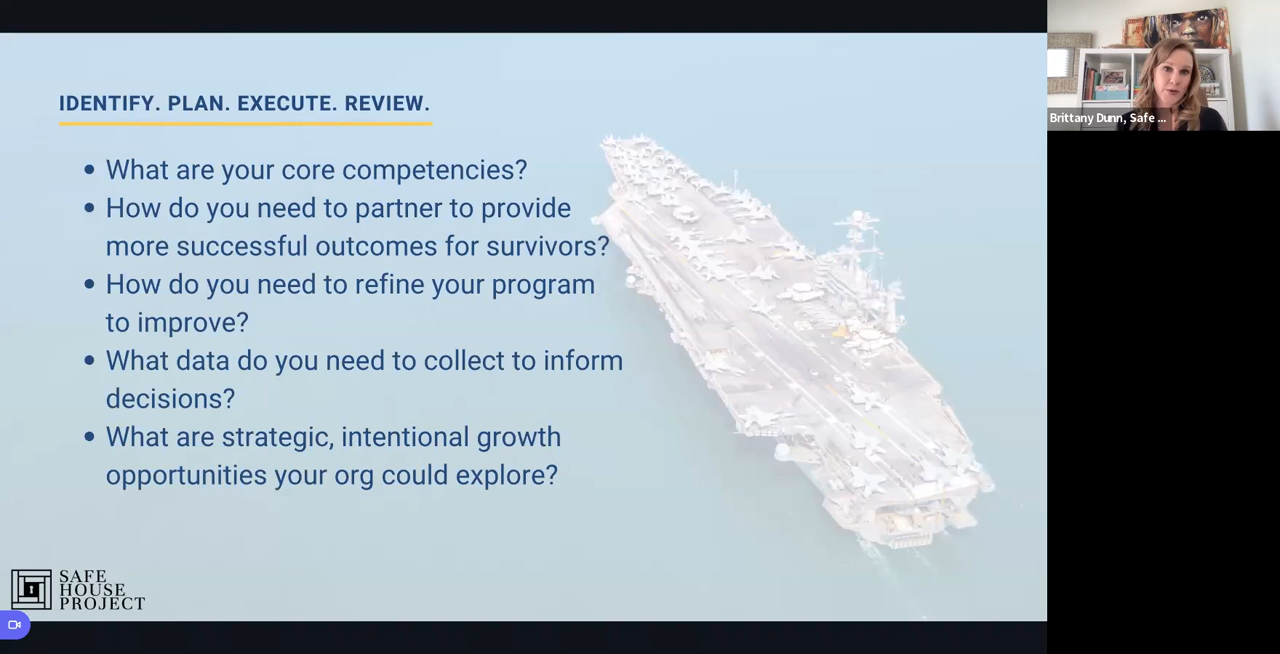 IDENTIFY. PLAN. EXECUTE. REVIEW.
• What are your core competencies?
• How do you need to partner to provide
more successful outcomes for survivors?
• How do you need to refine your program
to improve?
• What data do you need to collect to inform
decisions?
• What are strategic, intentional growth
opportunities your org could explore?
SAFE
HOUSE
PROJECT
Brittany Dunn, Safe ...